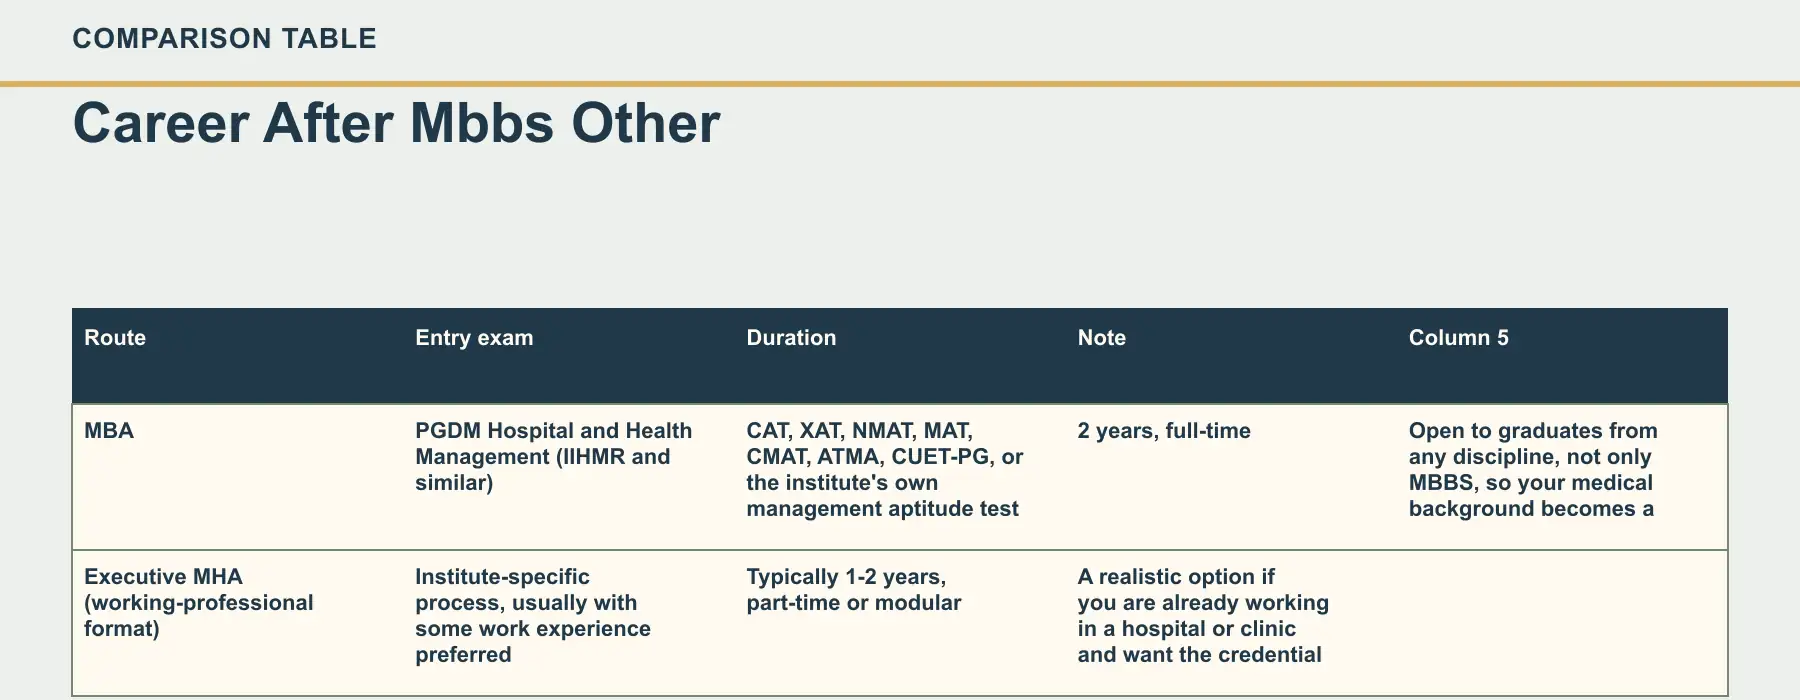 COMPARISON TABLE
Career After Mbbs Other
Route
Entry exam
Duration
Note
Column 5
MBA
PGDM Hospital and Health
Management (IIHMR and
similar)
CAT, XAT, NMAT, MAT,
CMAT, ATMA, CUET-PG, or
the institute's own
management aptitude test
2 years, full-time
Open to graduates from
any discipline, not only
MBBS, so your medical
background becomes a
Executive MHA
(working-professional
format)
Institute-specific
process, usually with
some work experience
preferred
Typically 1-2 years,
part-time or modular
A realistic option if
you are already working
in a hospital or clinic
and want the credential